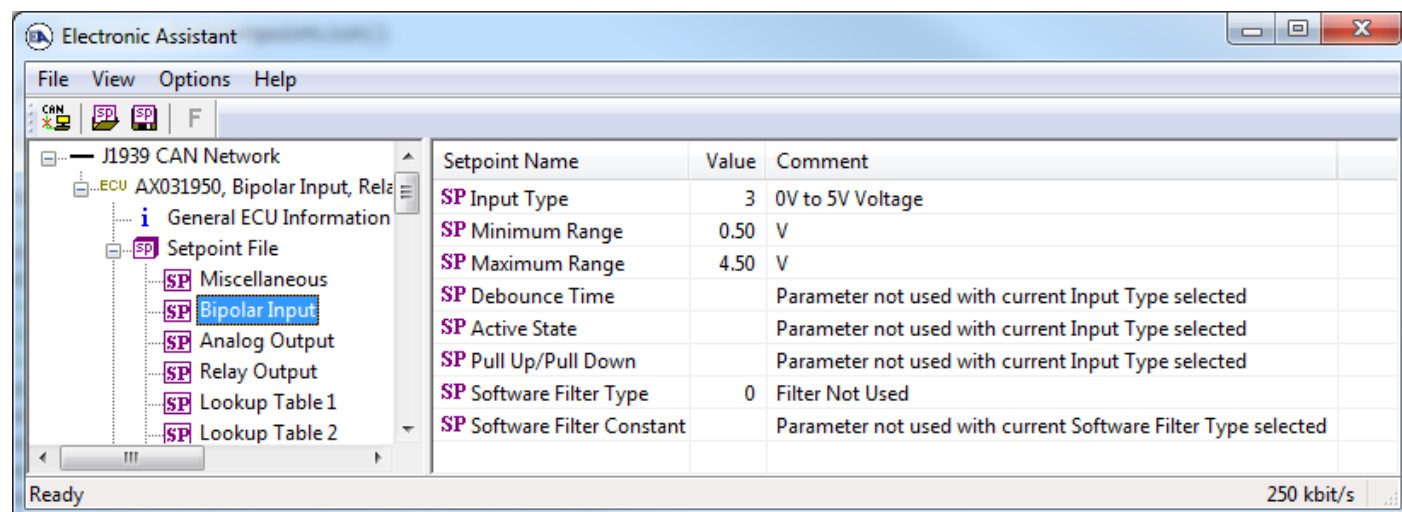 Electronic Assistant
File View Options Help
CAN SP SP F
J1939 CAN Network
ECU AX031950, Bipolar Input, Rela
i General ECU Information
SP Setpoint File
SP Miscellaneous
SP Bipolar Input
SP Analog Output
SP Relay Output
SP Lookup Table 1
SP Lookup Table 2
Setpoint Name Value Comment
SP Input Type 3 0V to 5V Voltage
SP Minimum Range 0.50 V
SP Maximum Range 4.50 V
SP Debounce Time Parameter not used with current Input Type selected
SP Active State Parameter not used with current Input Type selected
SP Pull Up/Pull Down Parameter not used with current Input Type selected
SP Software Filter Type 0 Filter Not Used
SP Software Filter Constant Parameter not used with current Software Filter Type selected
Ready 250 kbit/s